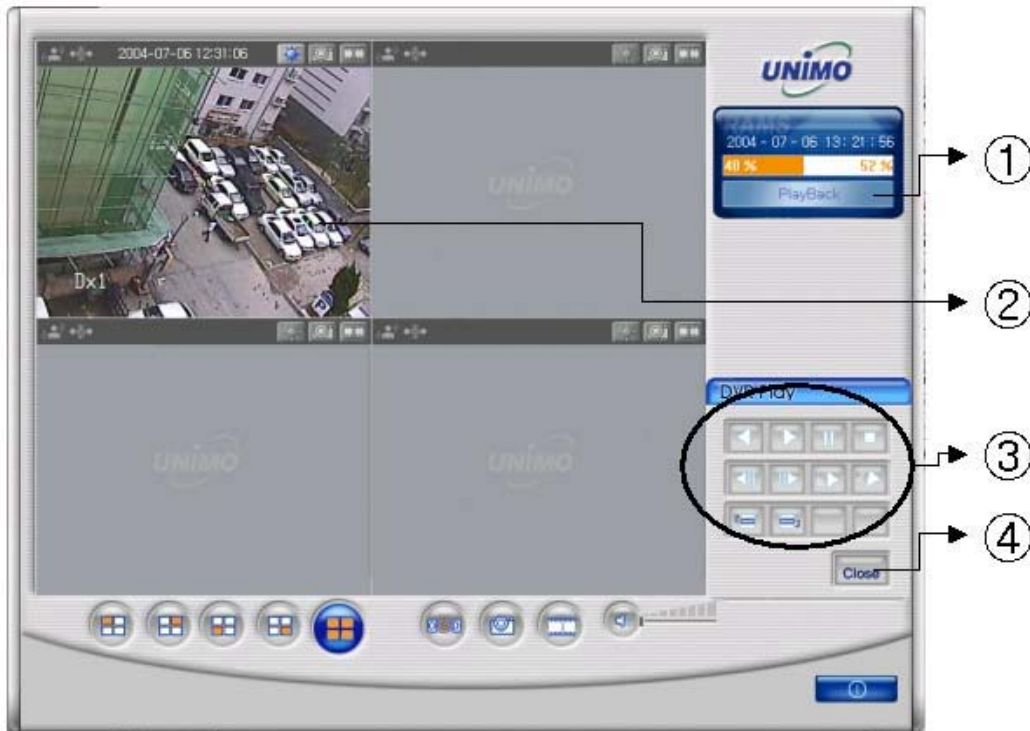 2004-07-06 12:31:06
UNIMO
RAMS
2004 - 07 - 06 13: 21 : 56
48 % 52 %
PlayBack
①
UNIMO
Dx1
②
DVR Play
③
UNIMO
UNIMO
④
Close